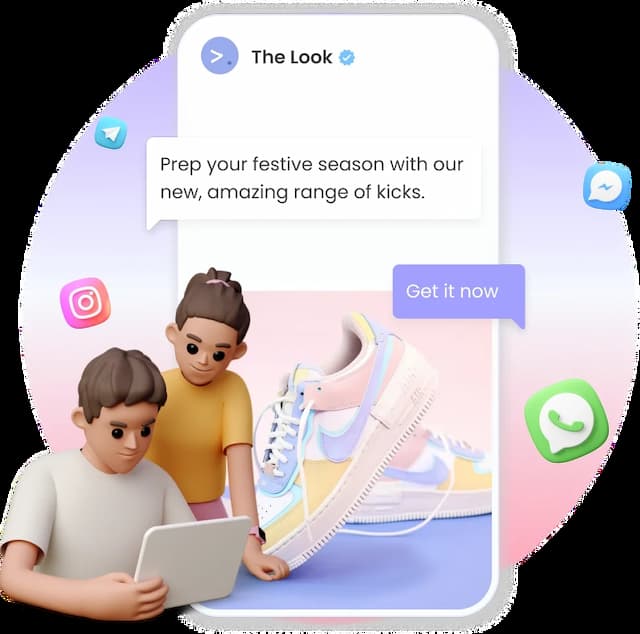 The Look
Prep your festive season with our
new, amazing range of kicks.
Get it now